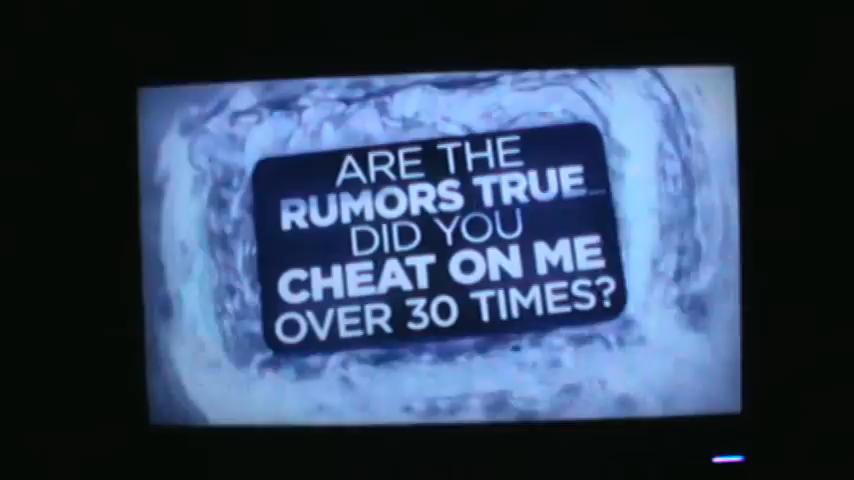 ARE THE
RUMORS TRUE...
DID YOU
CHEAT ON ME
OVER 30 TIMES?